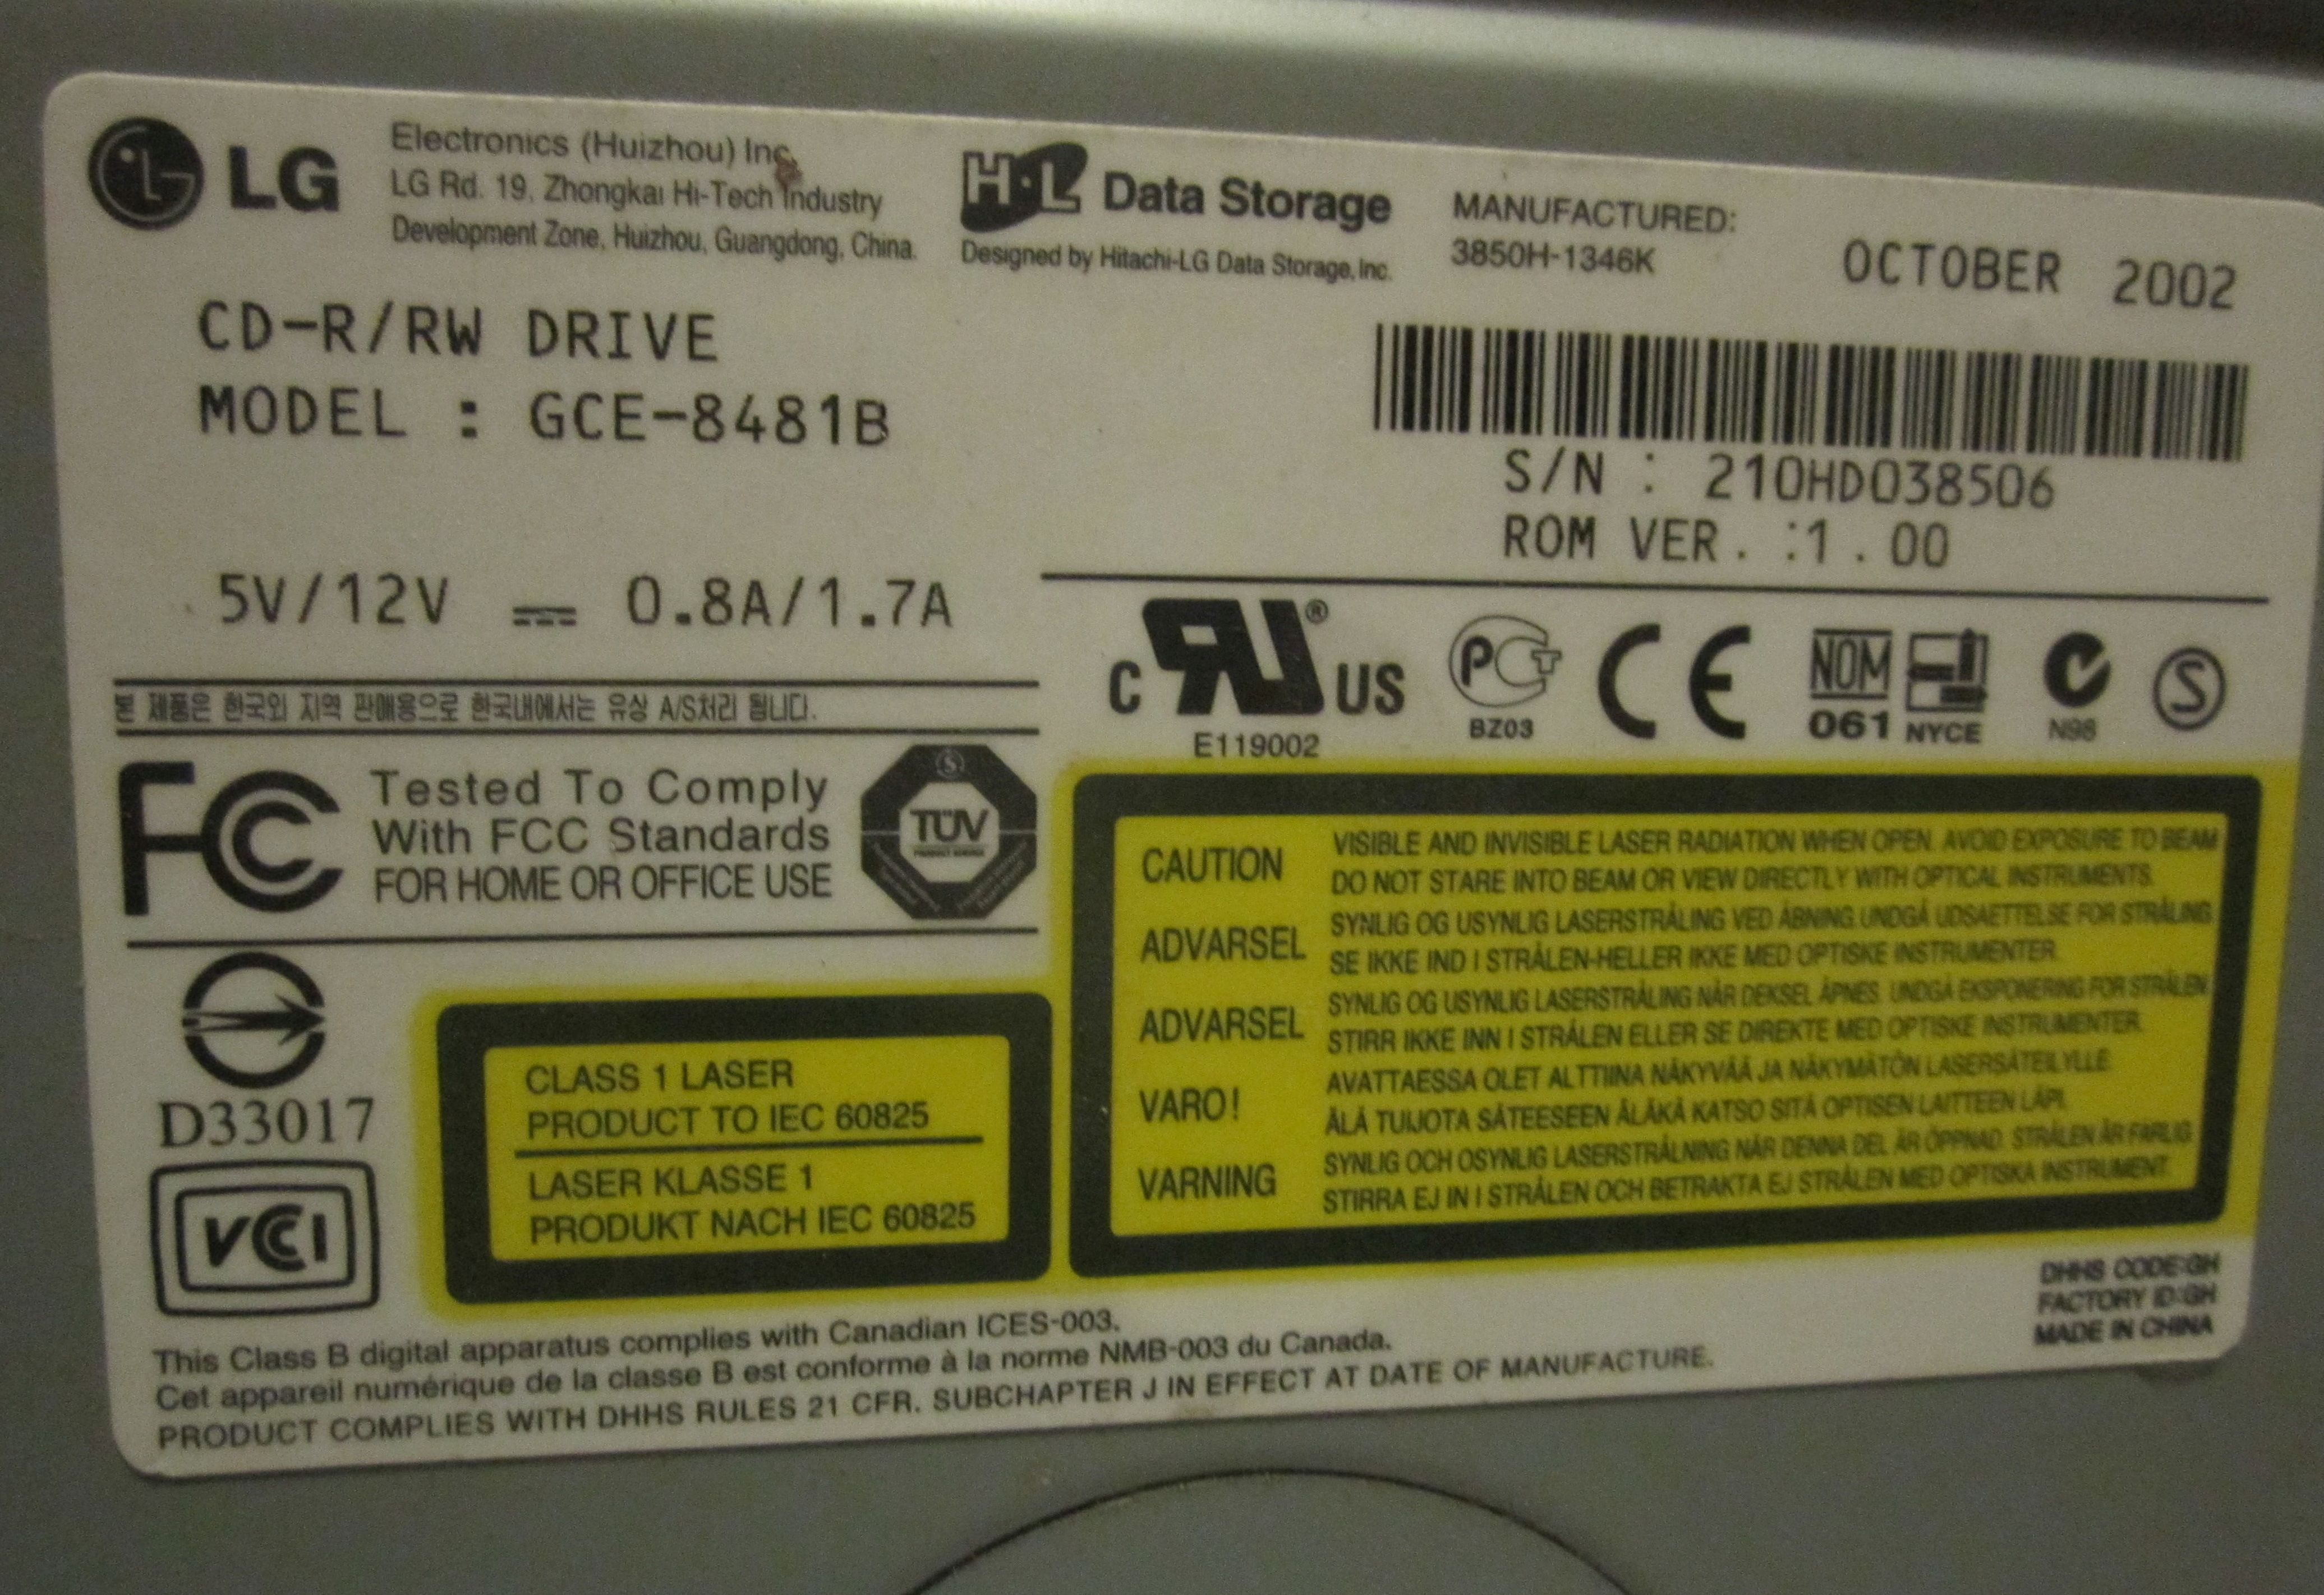 LG
Electronics (Huizhou) Inc.
LG Rd. 19, Zhongkai Hi-Tech Industry
Development Zone, Huizhou, Guangdong, China.
H·L Data Storage
Designed by Hitachi-LG Data Storage, Inc.
MANUFACTURED:
3850H-1346K
OCTOBER 2002
CD-R/RW DRIVE
MODEL : GCE-8481B
S/N : 210HD038506
ROM VER. :1.00
5V/12V ⎓ 0.8A/1.7A
본 제품은 한국외 지역 판매용으로 한국내에서는 유상 A/S처리 됩니다.
C RU ® US
E119002
PCT
BZ03
CE
NOM
061
NYCE
N98
S
FC
Tested To Comply
With FCC Standards
FOR HOME OR OFFICE USE
S
TÜV
PRODUCT SERVICE
D33017
VCCI
CLASS 1 LASER
PRODUCT TO IEC 60825
LASER KLASSE 1
PRODUKT NACH IEC 60825
CAUTION
VISIBLE AND INVISIBLE LASER RADIATION WHEN OPEN. AVOID EXPOSURE TO BEAM
DO NOT STARE INTO BEAM OR VIEW DIRECTLY WITH OPTICAL INSTRUMENTS.
ADVARSEL
SYNLIG OG USYNLIG LASERSTRÅLING VED ÅBNING. UNDGÅ UDSAETTELSE FOR STRÅLING.
SE IKKE IND I STRÅLEN-HELLER IKKE MED OPTISKE INSTRUMENTER.
ADVARSEL
SYNLIG OG USYNLIG LASERSTRÅLING NÅR DEKSEL ÅPNES. UNDGÅ EKSPONERING FOR STRÅLEN.
STIRR IKKE INN I STRÅLEN ELLER SE DIREKTE MED OPTISKE INSTRUMENTER.
VARO!
AVATTAESSA OLET ALTTIINA NÄKYVÄÄ JA NÄKYMÄTÖN LASERSÄTEILYLLE.
ÄLÄ TUIJOTA SÄTEESEEN ÄLÄKÄ KATSO SITÄ OPTISEN LAITTEEN LÄPI.
VARNING
SYNLIG OCH OSYNLIG LASERSTRÅLNING NÄR DENNA DEL ÄR ÖPPNAD. STRÅLEN ÄR FARLIG.
STIRRA EJ IN I STRÅLEN OCH BETRAKTA EJ STRÅLEN MED OPTISKA INSTRUMENT.
DHHS CODE:GH
FACTORY ID:GH
MADE IN CHINA
This Class B digital apparatus complies with Canadian ICES-003.
Cet appareil numérique de la classe B est conforme à la norme NMB-003 du Canada.
PRODUCT COMPLIES WITH DHHS RULES 21 CFR. SUBCHAPTER J IN EFFECT AT DATE OF MANUFACTURE.